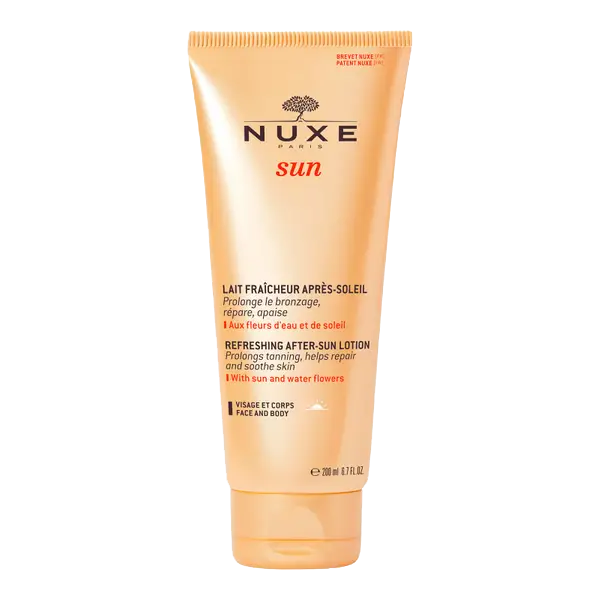 BREVET NUXE
PATENT NUXE
NUXE
PARIS
sun
LAIT FRAÎCHEUR APRÈS-SOLEIL
Prolonge le bronzage,
répare, apaise
Aux fleurs d'eau et de soleil
REFRESHING AFTER-SUN LOTION
Prolongs tanning, helps repair
and soothe skin
With sun and water flowers
VISAGE ET CORPS
FACE AND BODY
e 200 ml 6.7 FL.OZ.